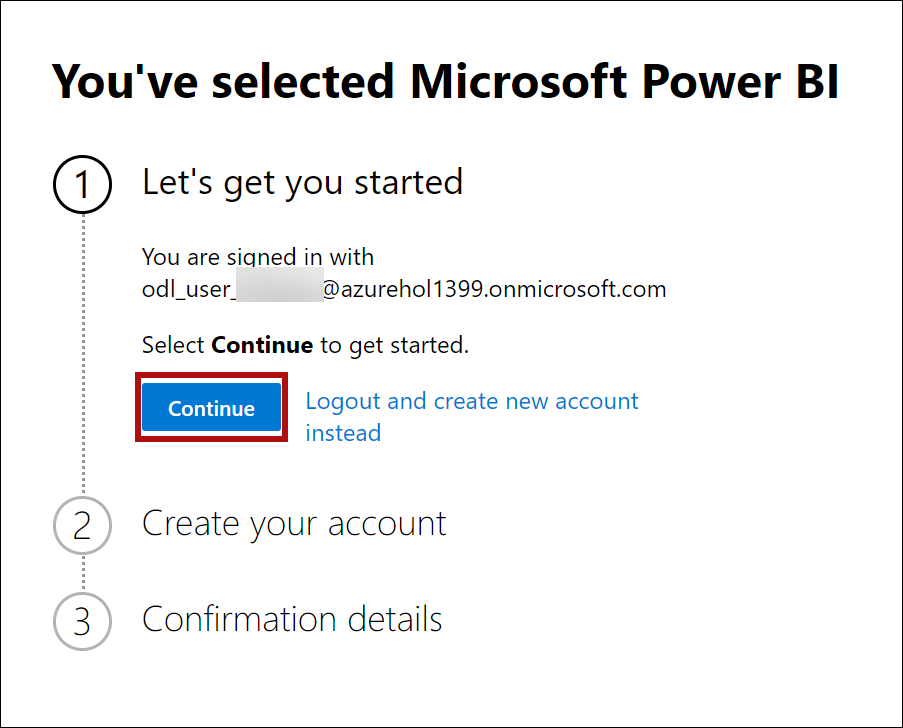 You've selected Microsoft Power BI
1
Let's get you started
You are signed in with
odl_user_ @azurehol1399.onmicrosoft.com
Select Continue to get started.
Continue
Logout and create new account
instead
2
Create your account
3
Confirmation details